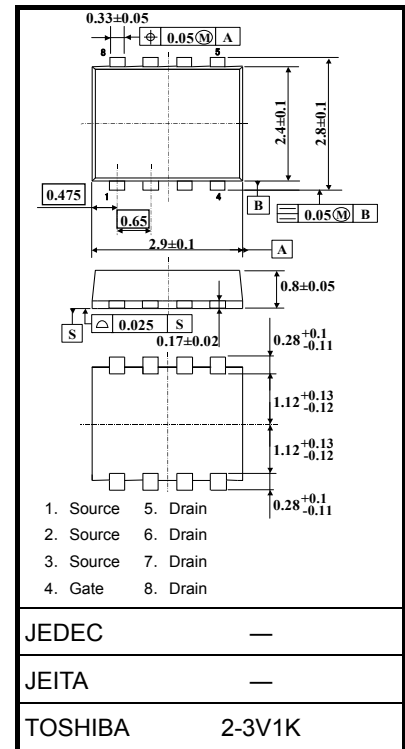 0.33±0.05
⌖ 0.05Ⓜ A
8 5
2.4±0.1
2.8±0.1
0.475
1 4
B
⌯ 0.05Ⓜ B
0.65
2.9±0.1
A
0.8±0.05
S
⌓ 0.025 S
0.17±0.02
0.28 +0.1 -0.11
1.12 +0.13 -0.12
1.12 +0.13 -0.12
0.28 +0.1 -0.11
1. Source 5. Drain
2. Source 6. Drain
3. Source 7. Drain
4. Gate 8. Drain
JEDEC —
JEITA —
TOSHIBA 2-3V1K